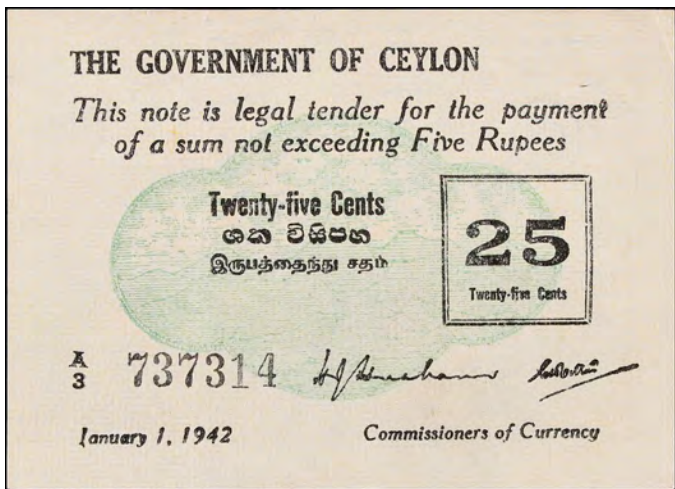 THE GOVERNMENT OF CEYLON
This note is legal tender for the payment
of a sum not exceeding Five Rupees
Twenty-five Cents
ශත විසිපහ
இருபத்தைந்து சதம்
25
Twenty-five Cents
A
3 737314
January 1, 1942 Commissioners of Currency